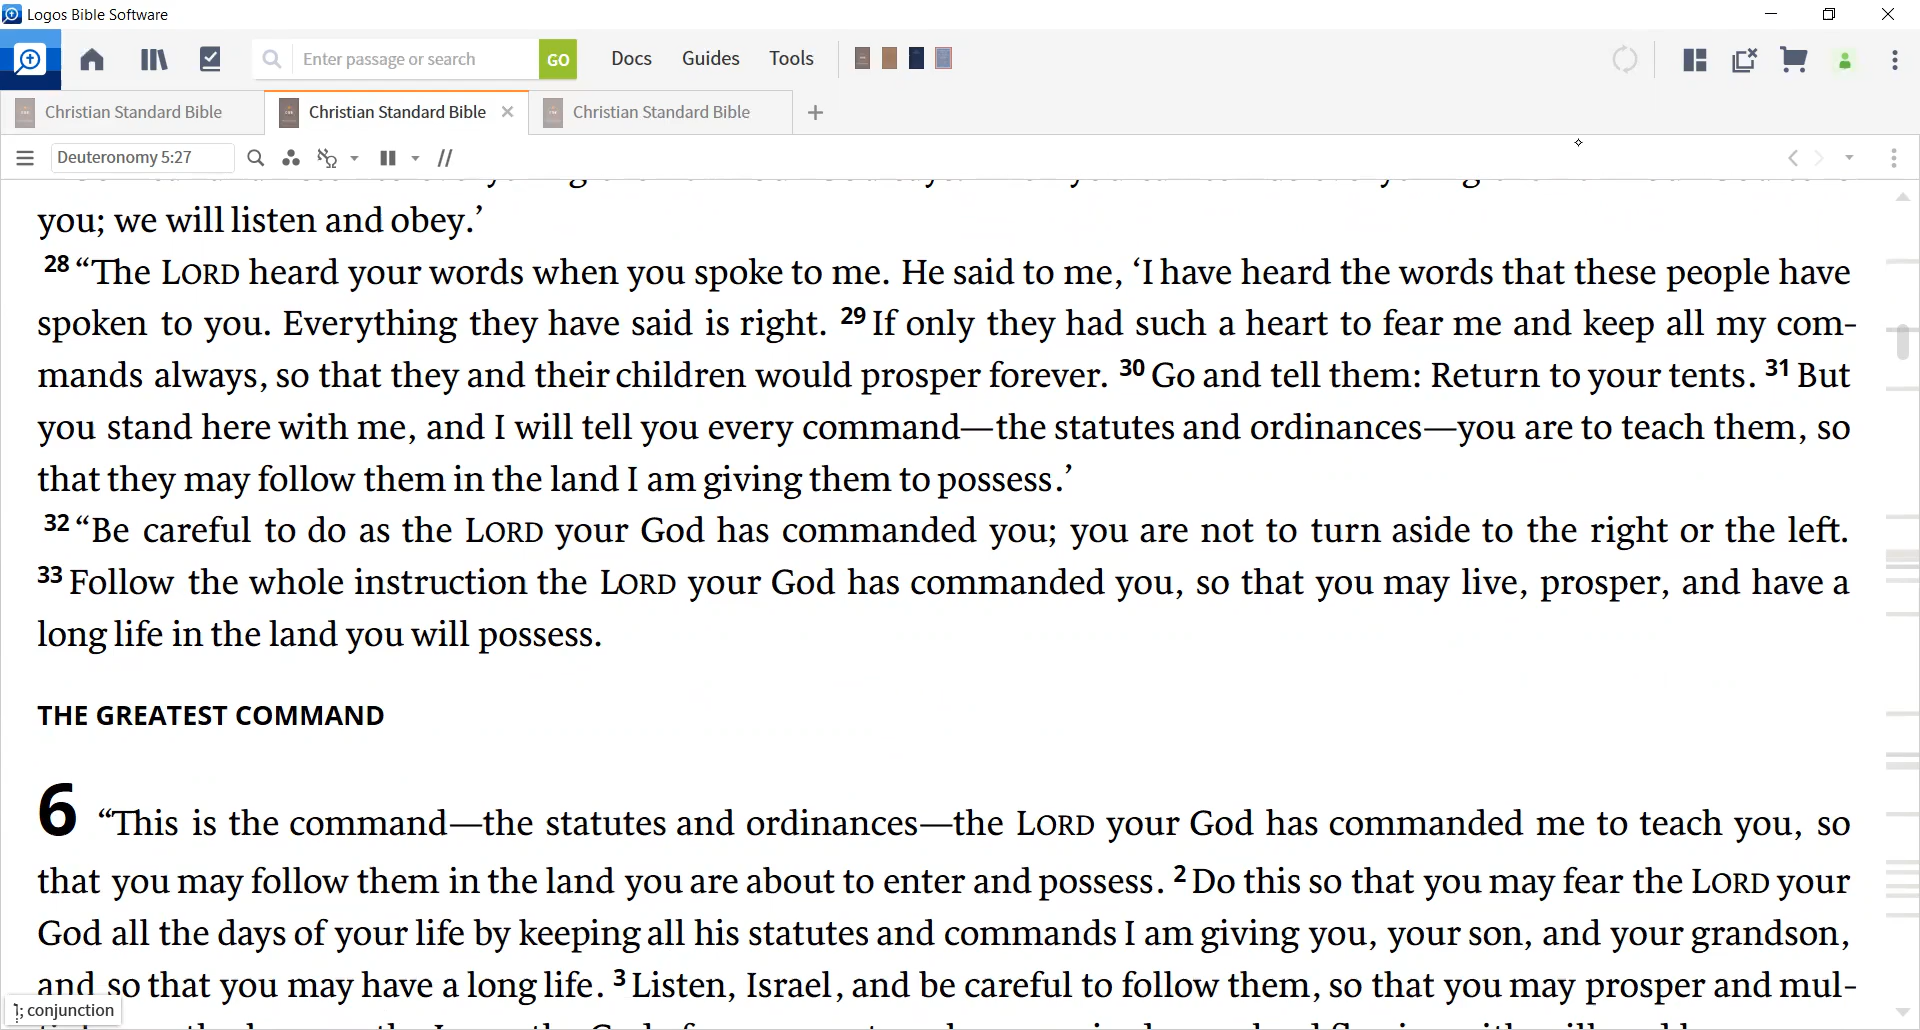 Logos Bible Software
Enter passage or search GO Docs Guides Tools
Christian Standard Bible Christian Standard Bible Christian Standard Bible
Deuteronomy 5:27
you; we will listen and obey.’
28 “The LORD heard your words when you spoke to me. He said to me, ‘I have heard the words that these people have
spoken to you. Everything they have said is right. 29 If only they had such a heart to fear me and keep all my com-
mands always, so that they and their children would prosper forever. 30 Go and tell them: Return to your tents. 31 But
you stand here with me, and I will tell you every command—the statutes and ordinances—you are to teach them, so
that they may follow them in the land I am giving them to possess.’
32 “Be careful to do as the LORD your God has commanded you; you are not to turn aside to the right or the left.
33 Follow the whole instruction the LORD your God has commanded you, so that you may live, prosper, and have a
long life in the land you will possess.
THE GREATEST COMMAND
6 “This is the command—the statutes and ordinances—the LORD your God has commanded me to teach you, so
that you may follow them in the land you are about to enter and possess. 2 Do this so that you may fear the LORD your
God all the days of your life by keeping all his statutes and commands I am giving you, your son, and your grandson,
and so that you may have a long life. 3 Listen, Israel, and be careful to follow them, so that you may prosper and mul-
conjunction